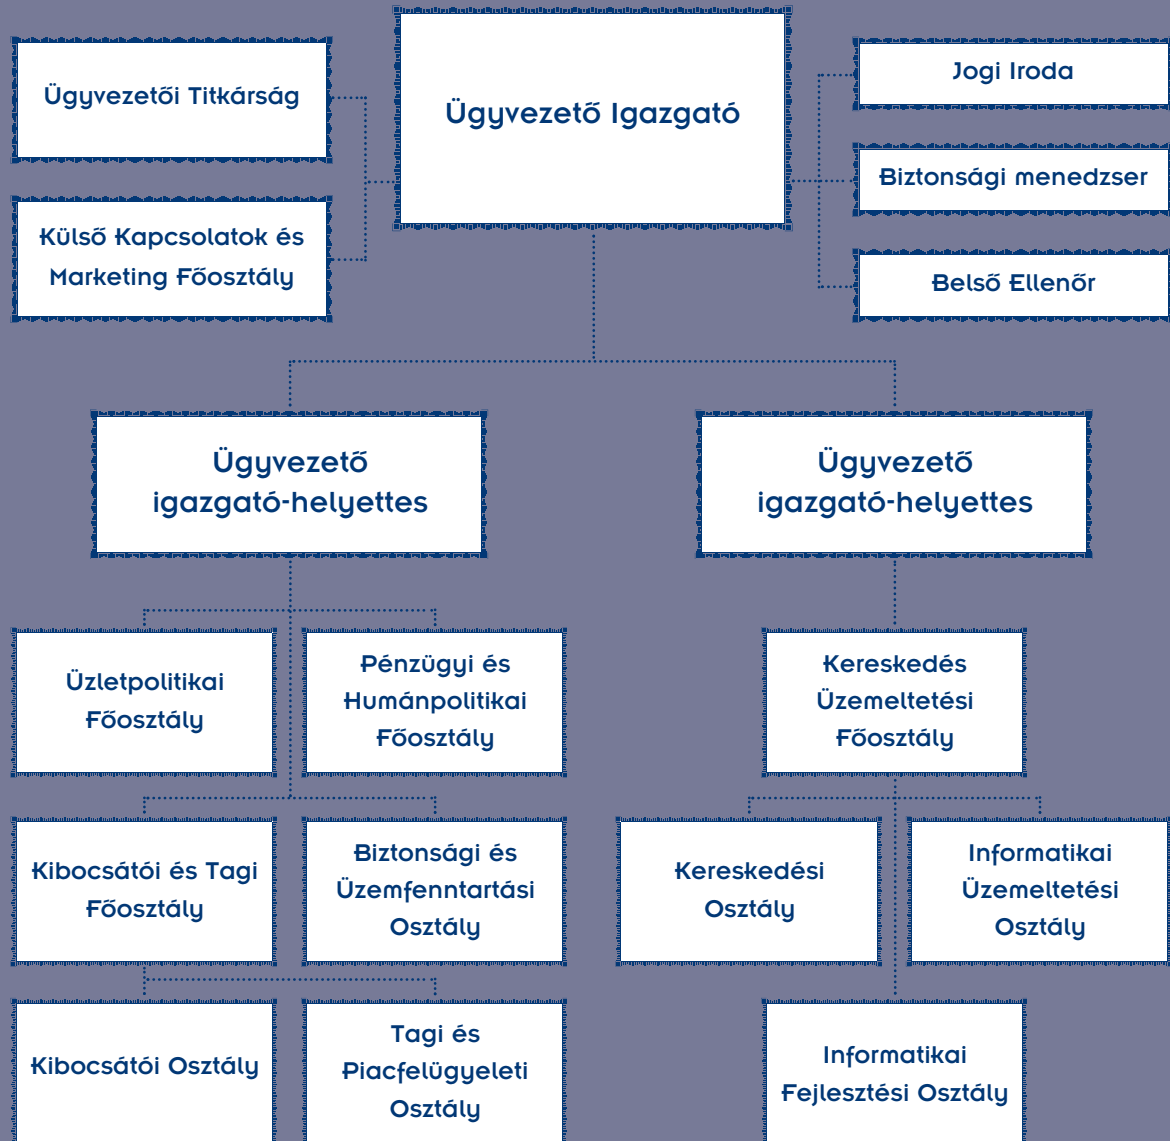 Ügyvezető Igazgató
Ügyvezetői Titkárság
Külső Kapcsolatok és
Marketing Főosztály
Jogi Iroda
Biztonsági menedzser
Belső Ellenőr
Ügyvezető
igazgató-helyettes
Ügyvezető
igazgató-helyettes
Üzletpolitikai
Főosztály
Pénzügyi és
Humánpolitikai
Főosztály
Kereskedés
Üzemeltetési
Főosztály
Kibocsátói és Tagi
Főosztály
Biztonsági és
Üzemfenntartási
Osztály
Kereskedési
Osztály
Informatikai
Üzemeltetési
Osztály
Kibocsátói Osztály
Tagi és
Piacfelügyeleti
Osztály
Informatikai
Fejlesztési Osztály